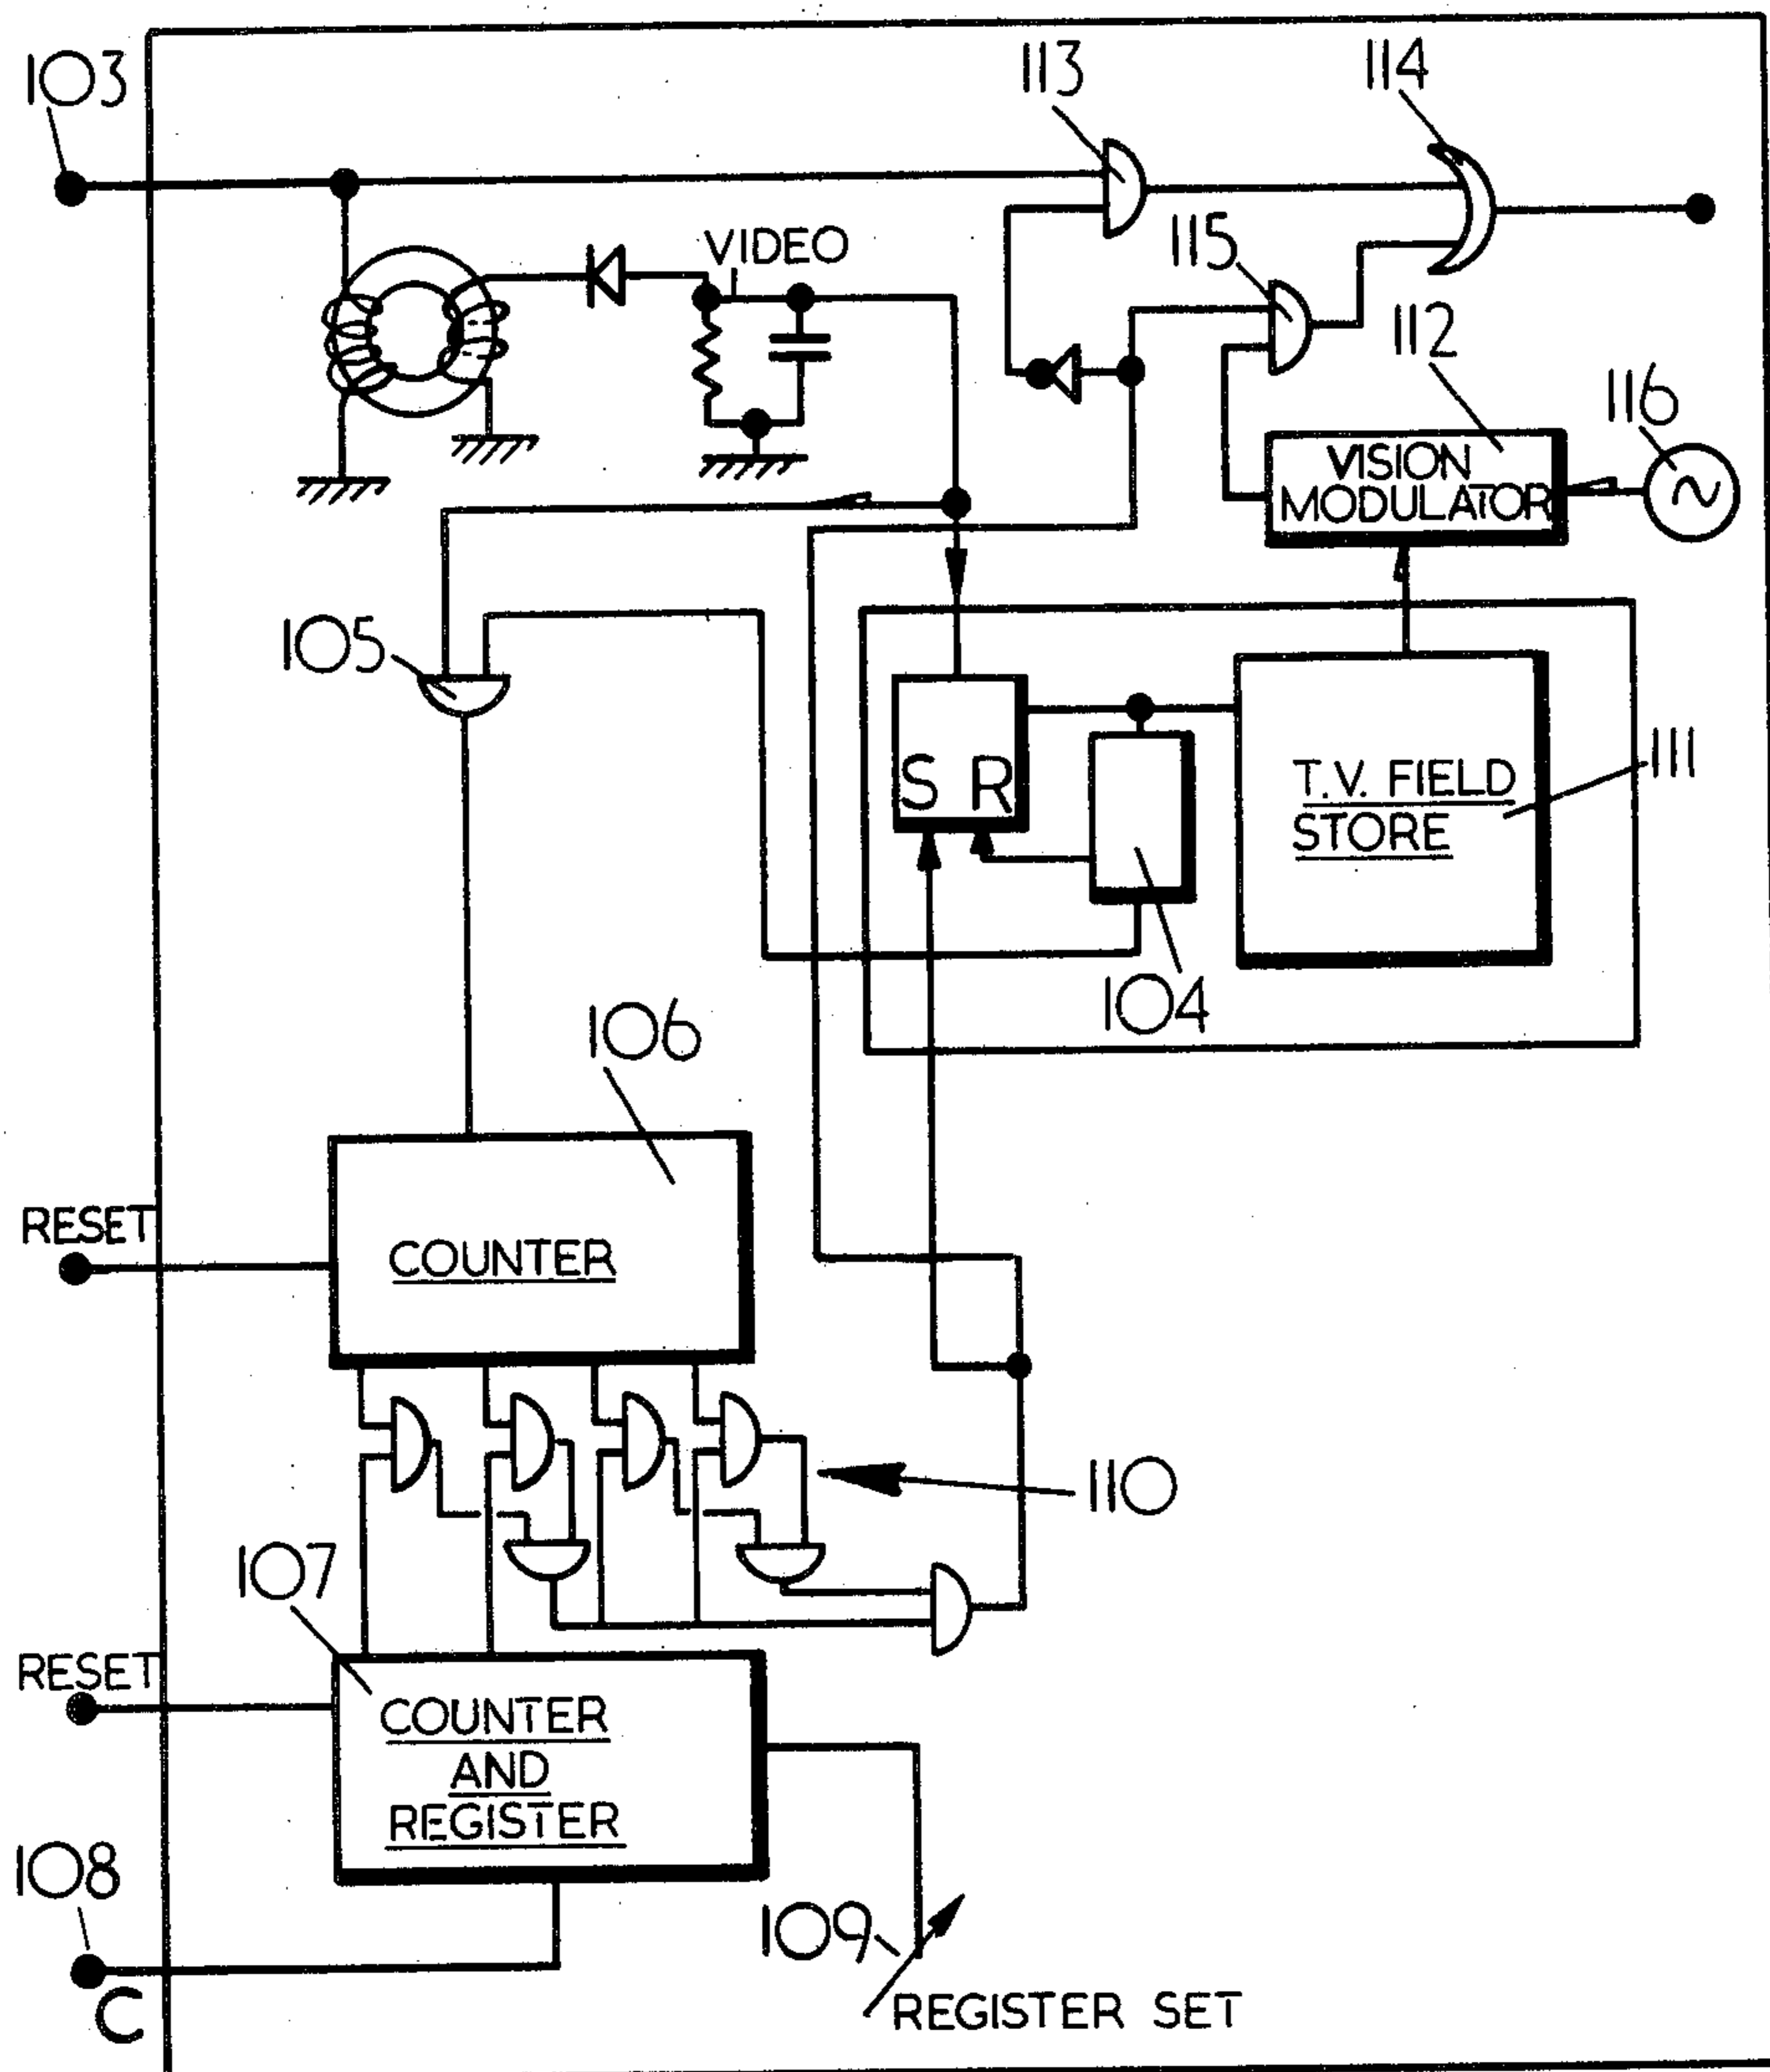 103
113
114
VIDEO
115
112
116
VISION
MODULATOR
105
S R
T.V. FIELD
STORE
111
104
106
RESET
COUNTER
110
107
RESET
COUNTER
AND
REGISTER
108
109
C
REGISTER SET